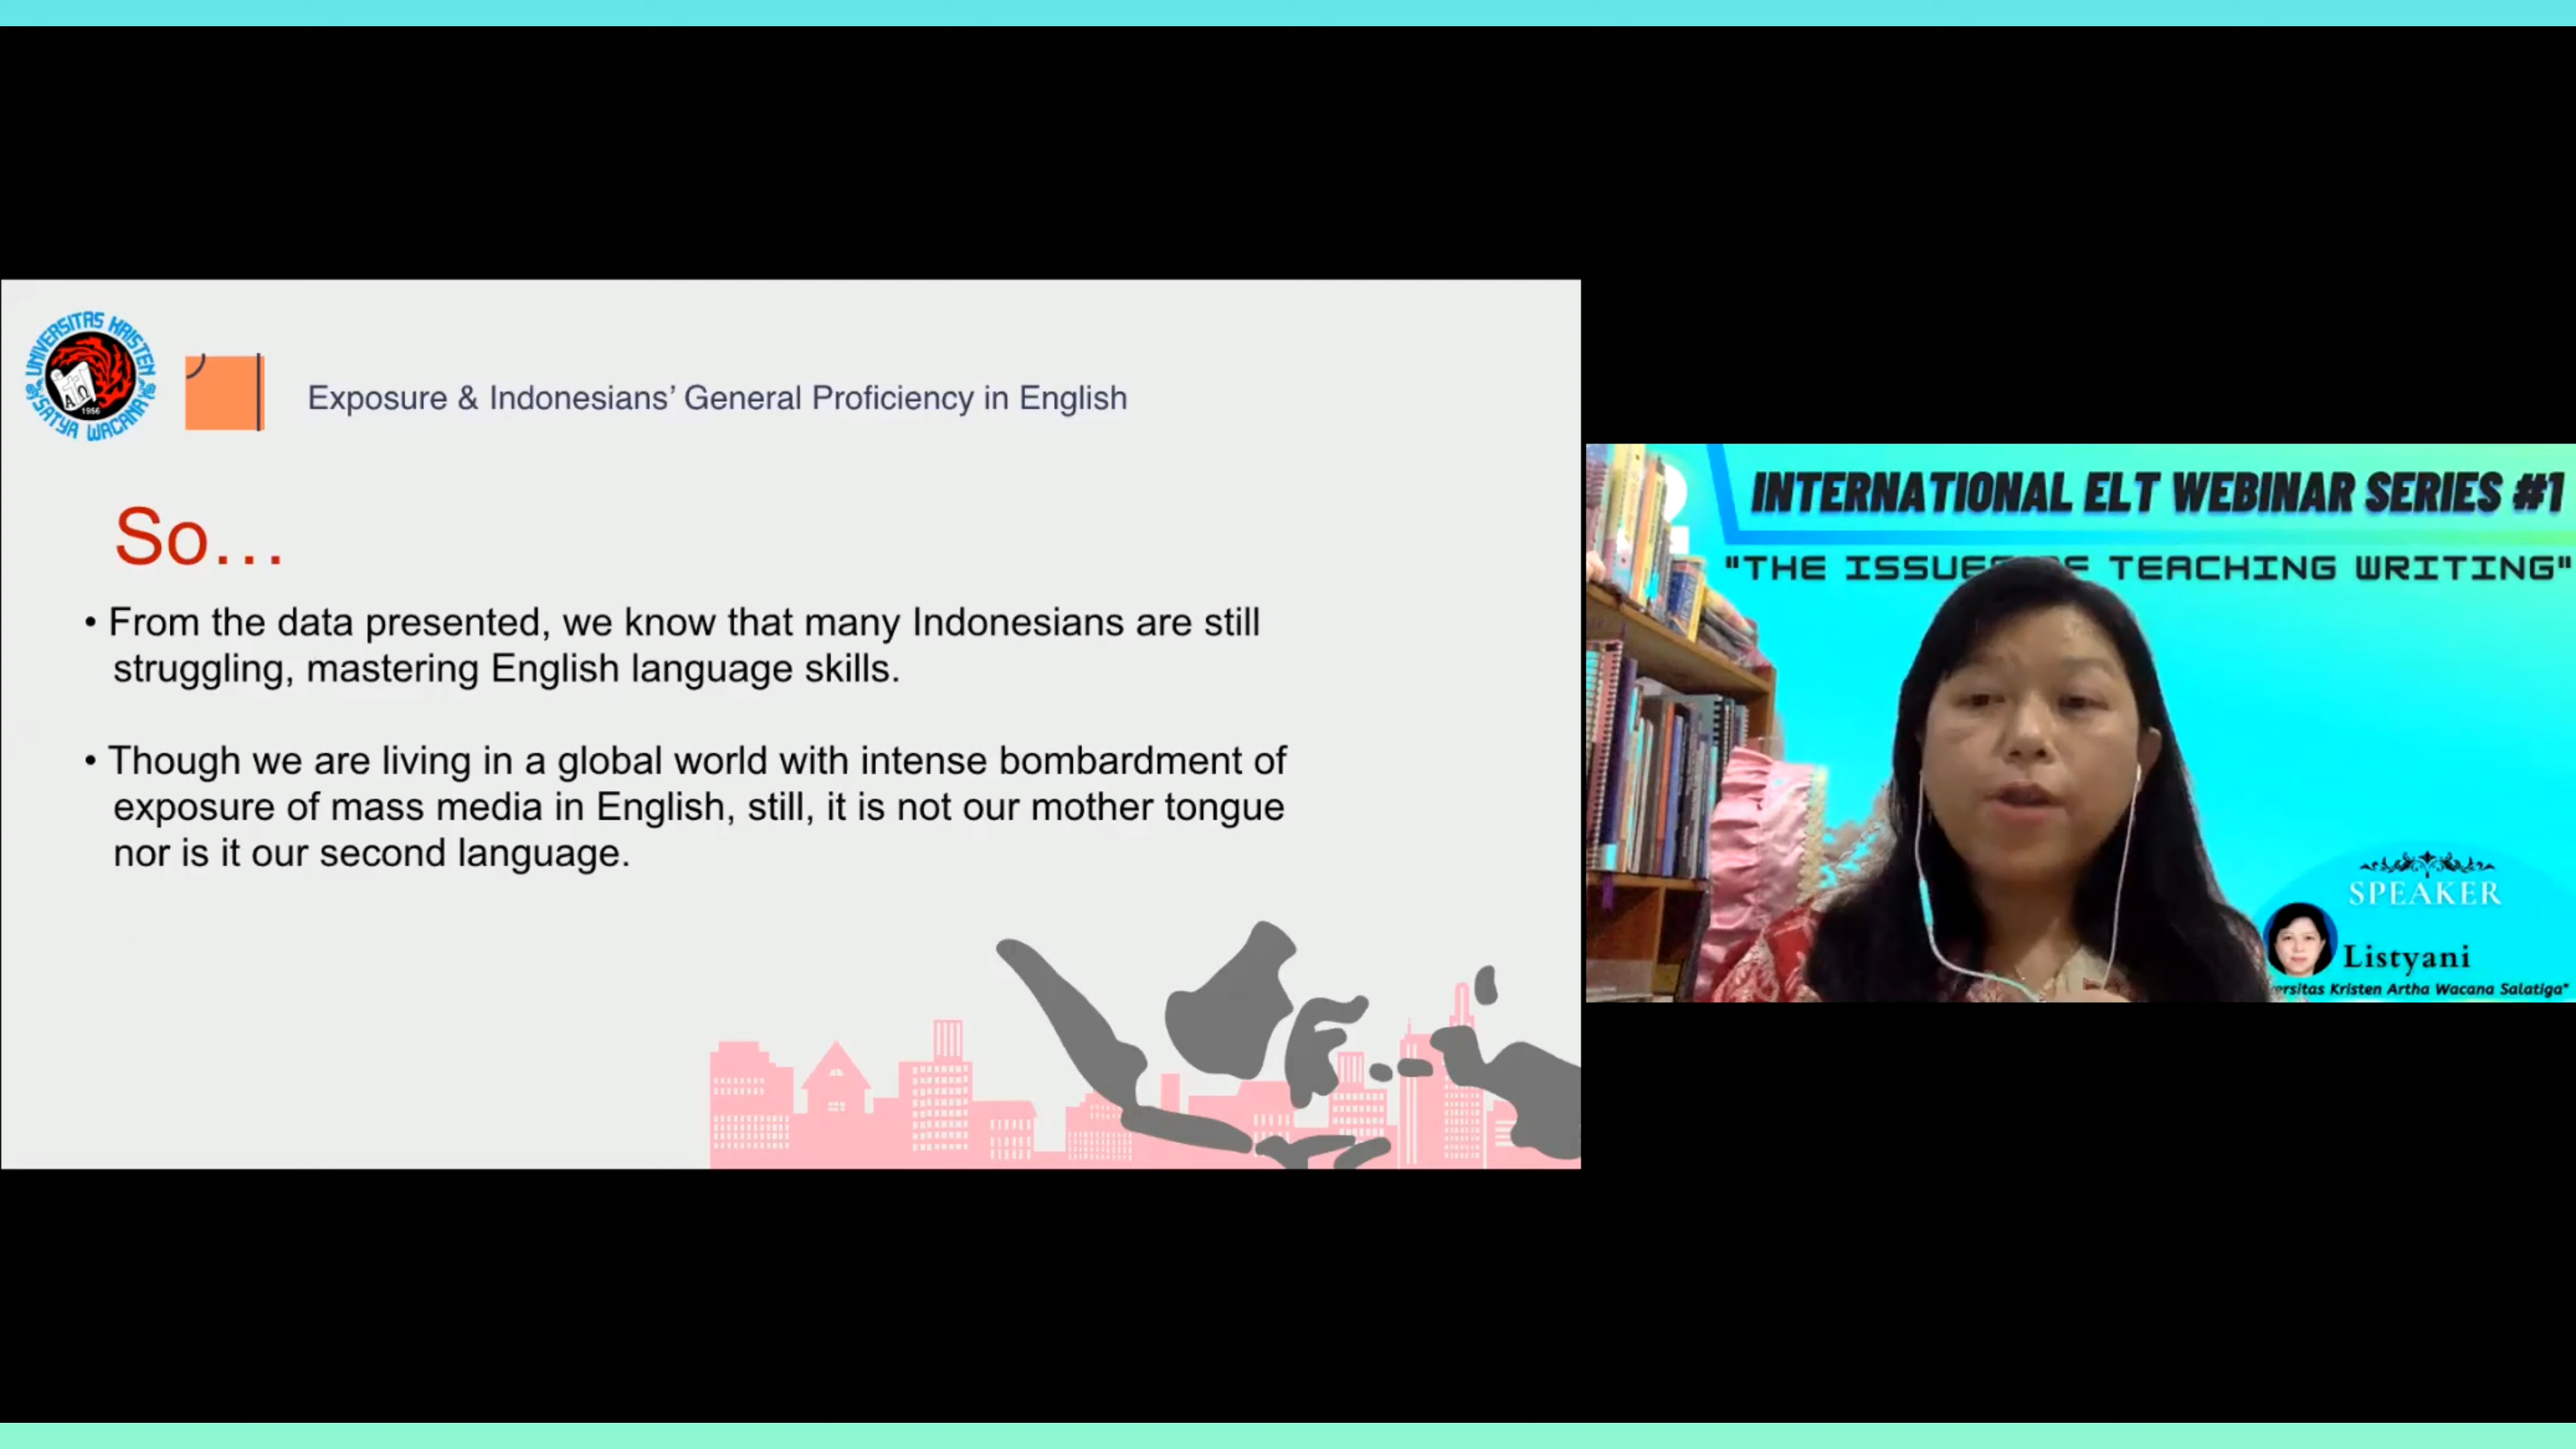 UNIVERSITAS KRISTEN
SATYA WACANA
1956
Exposure & Indonesians’ General Proficiency in English
So…
• From the data presented, we know that many Indonesians are still
struggling, mastering English language skills.
• Though we are living in a global world with intense bombardment of
exposure of mass media in English, still, it is not our mother tongue
nor is it our second language.
INTERNATIONAL ELT WEBINAR SERIES #1
"THE ISSUES TEACHING WRITING"
SPEAKER
Listyani
Kristen Artha Wacana Salatiga"